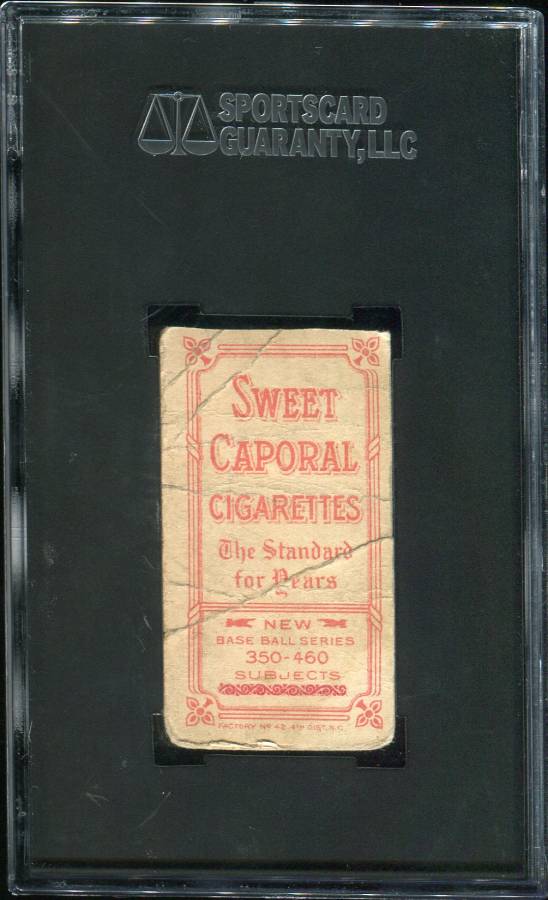 SPORTSCARD
GUARANTY, LLC
SWEET
CAPORAL
CIGARETTES
The Standard
for Years
NEW
BASE BALL SERIES
350-460
SUBJECTS
FACTORY No 42. 4TH DIST. N.C.